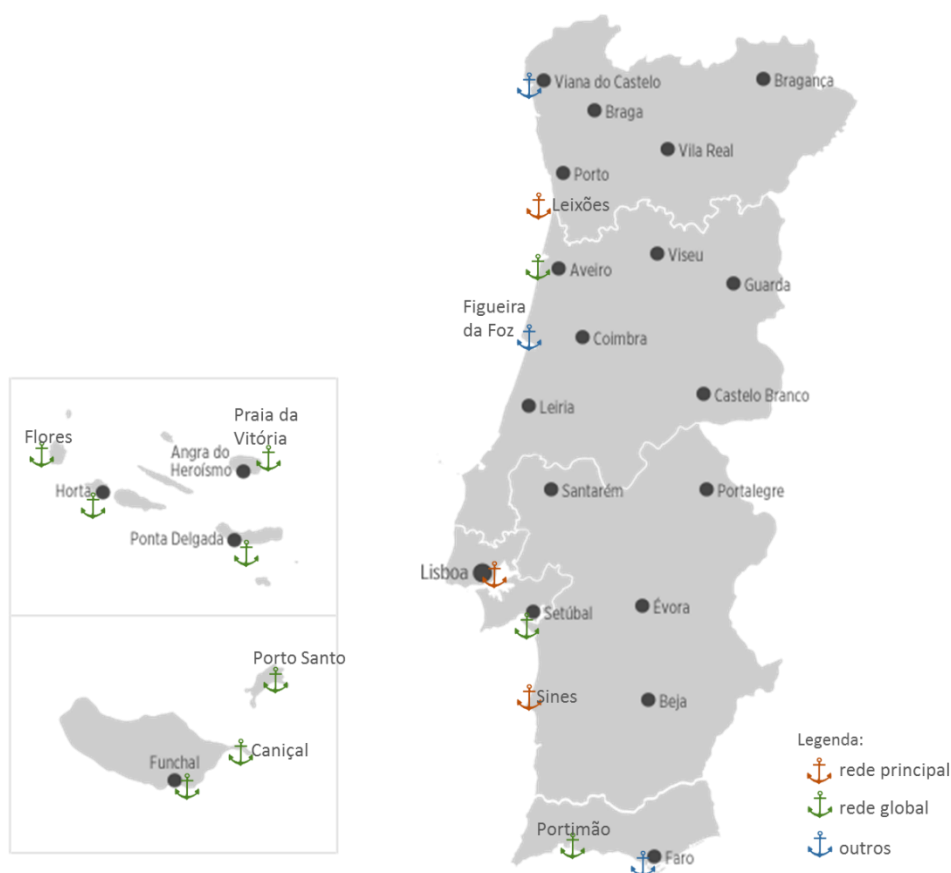 Viana do Castelo
Bragança
Braga
Vila Real
Porto
Leixões
Viseu
Aveiro
Guarda
Figueira
da Foz
Coimbra
Castelo Branco
Leiria
Flores
Praia da
Vitória
Angra do
Heroísmo
Horta
Ponta Delgada
Santarém
Portalegre
Lisboa
Setúbal
Évora
Porto Santo
Caniçal
Funchal
Sines
Beja
Portimão
Faro
Legenda:
rede principal
rede global
outros